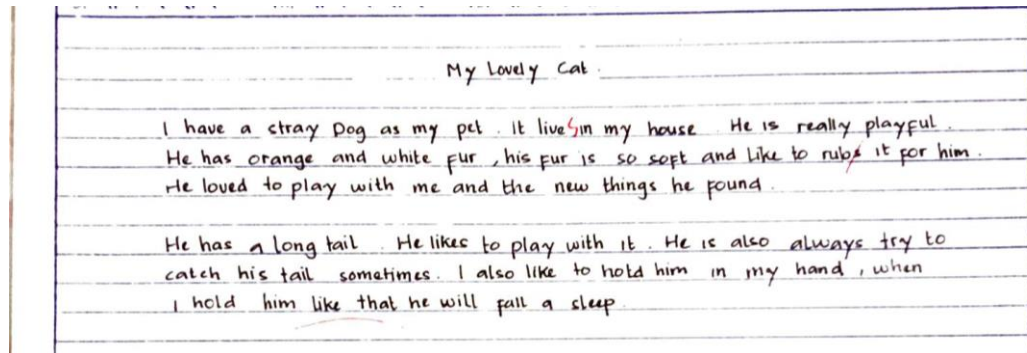 My Lovely Cat.
I have a stray Dog as my pet. it lives in my house. He is really playful.
He has orange and white fur, his fur is so soft and Like to rubs it for him.
He loved to play with me and the new things he found.
He has a long tail. He likes to play with it. He is also always try to
catch his tail sometimes. I also like to hold him in my hand, when
I hold him like that he will fall a sleep.